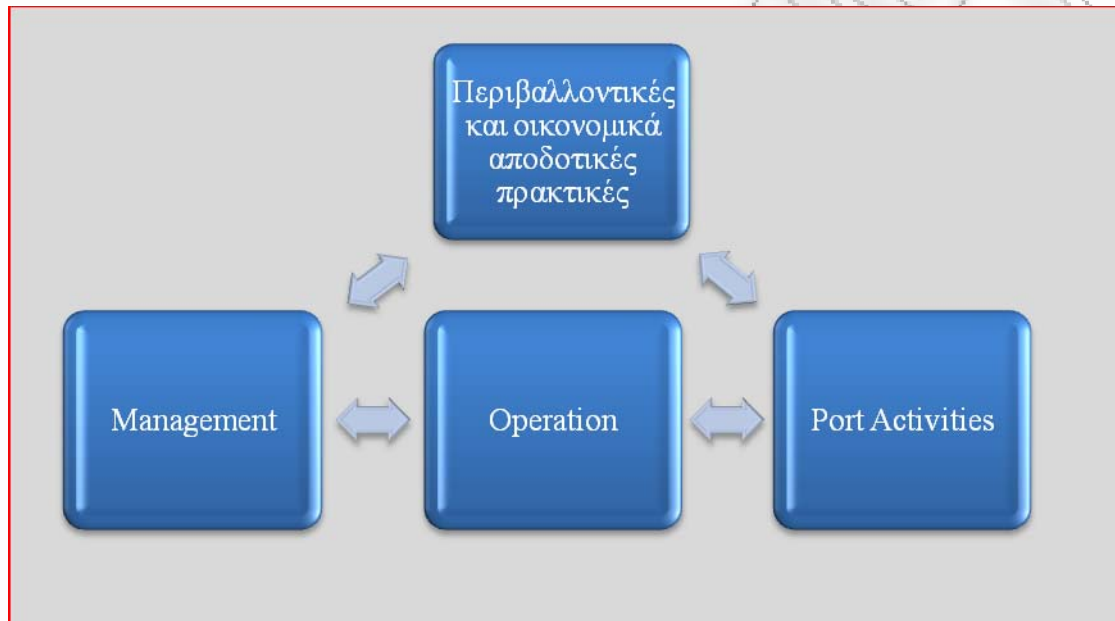 Περιβαλλοντικές
και οικονομικά
αποδοτικές
πρακτικές
Management
Operation
Port Activities